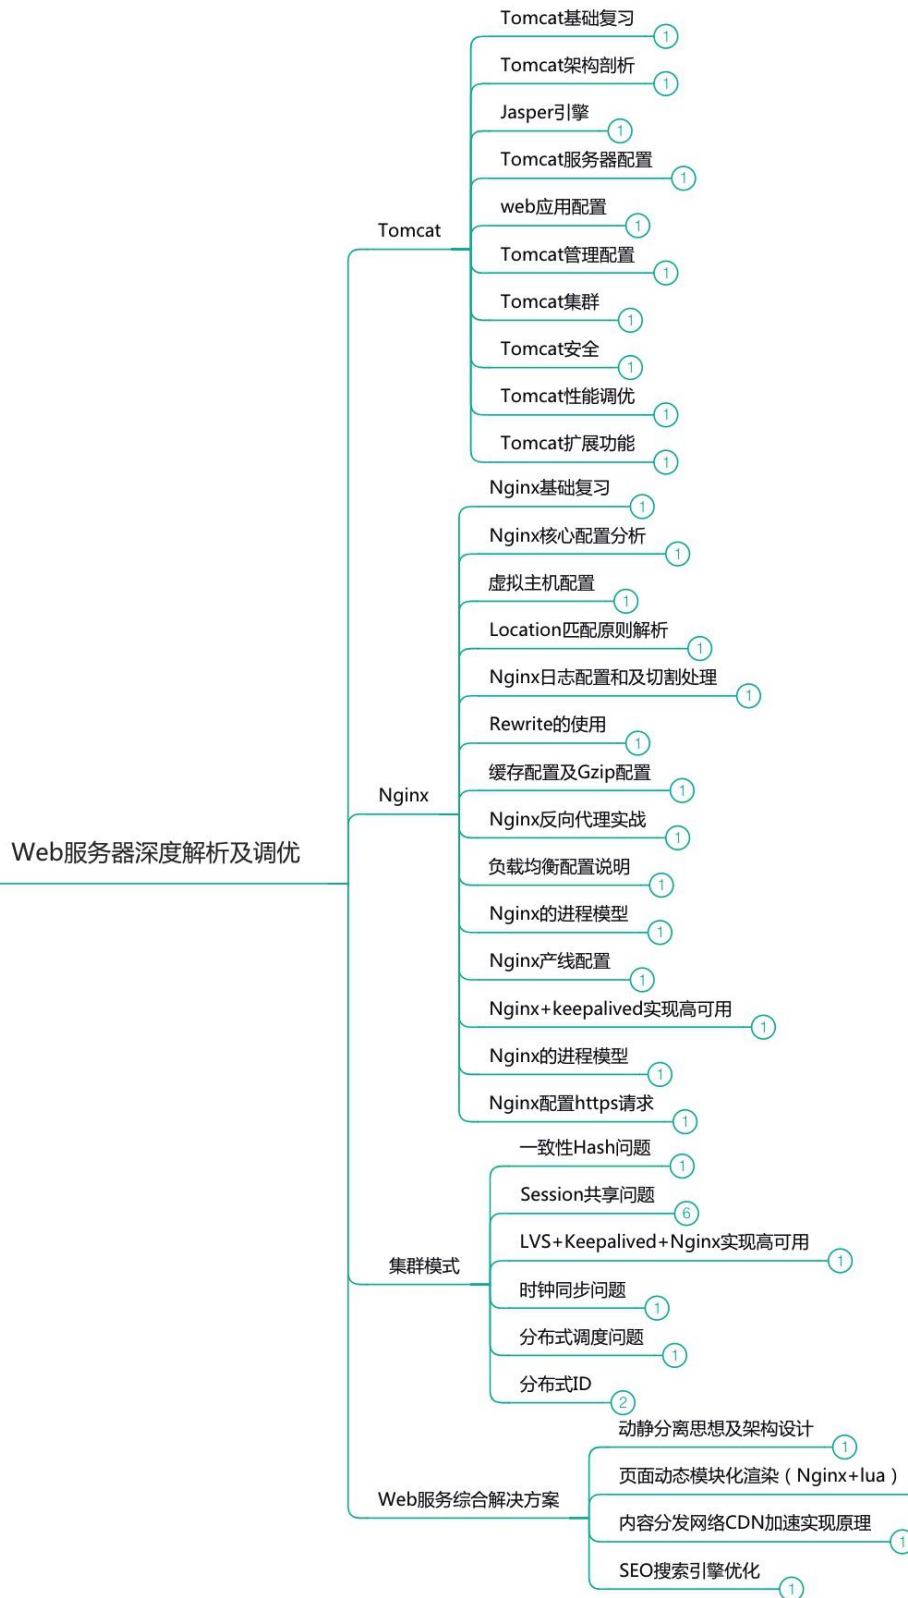 Tomcat基础复习
1
Tomcat架构剖析
1
Jasper引擎
1
Tomcat服务器配置
1
web应用配置
1
Tomcat
Tomcat管理配置
1
Tomcat集群
1
Tomcat安全
1
Tomcat性能调优
1
Tomcat扩展功能
1
Nginx基础复习
1
Nginx核心配置分析
1
虚拟主机配置
1
Location匹配原则解析
1
Nginx日志配置和及切割处理
1
Rewrite的使用
1
缓存配置及Gzip配置
1
Nginx
Nginx反向代理实战
1
Web服务器深度解析及调优
负载均衡配置说明
1
Nginx的进程模型
1
Nginx产线配置
1
Nginx+keepalived实现高可用
1
Nginx的进程模型
1
Nginx配置https请求
1
一致性Hash问题
1
Session共享问题
6
LVS+Keepalived+Nginx实现高可用
1
集群模式
时钟同步问题
1
分布式调度问题
1
分布式ID
2
动静分离思想及架构设计
1
页面动态模块化渲染（Nginx+lua）
Web服务综合解决方案
内容分发网络CDN加速实现原理
1
SEO搜索引擎优化
1